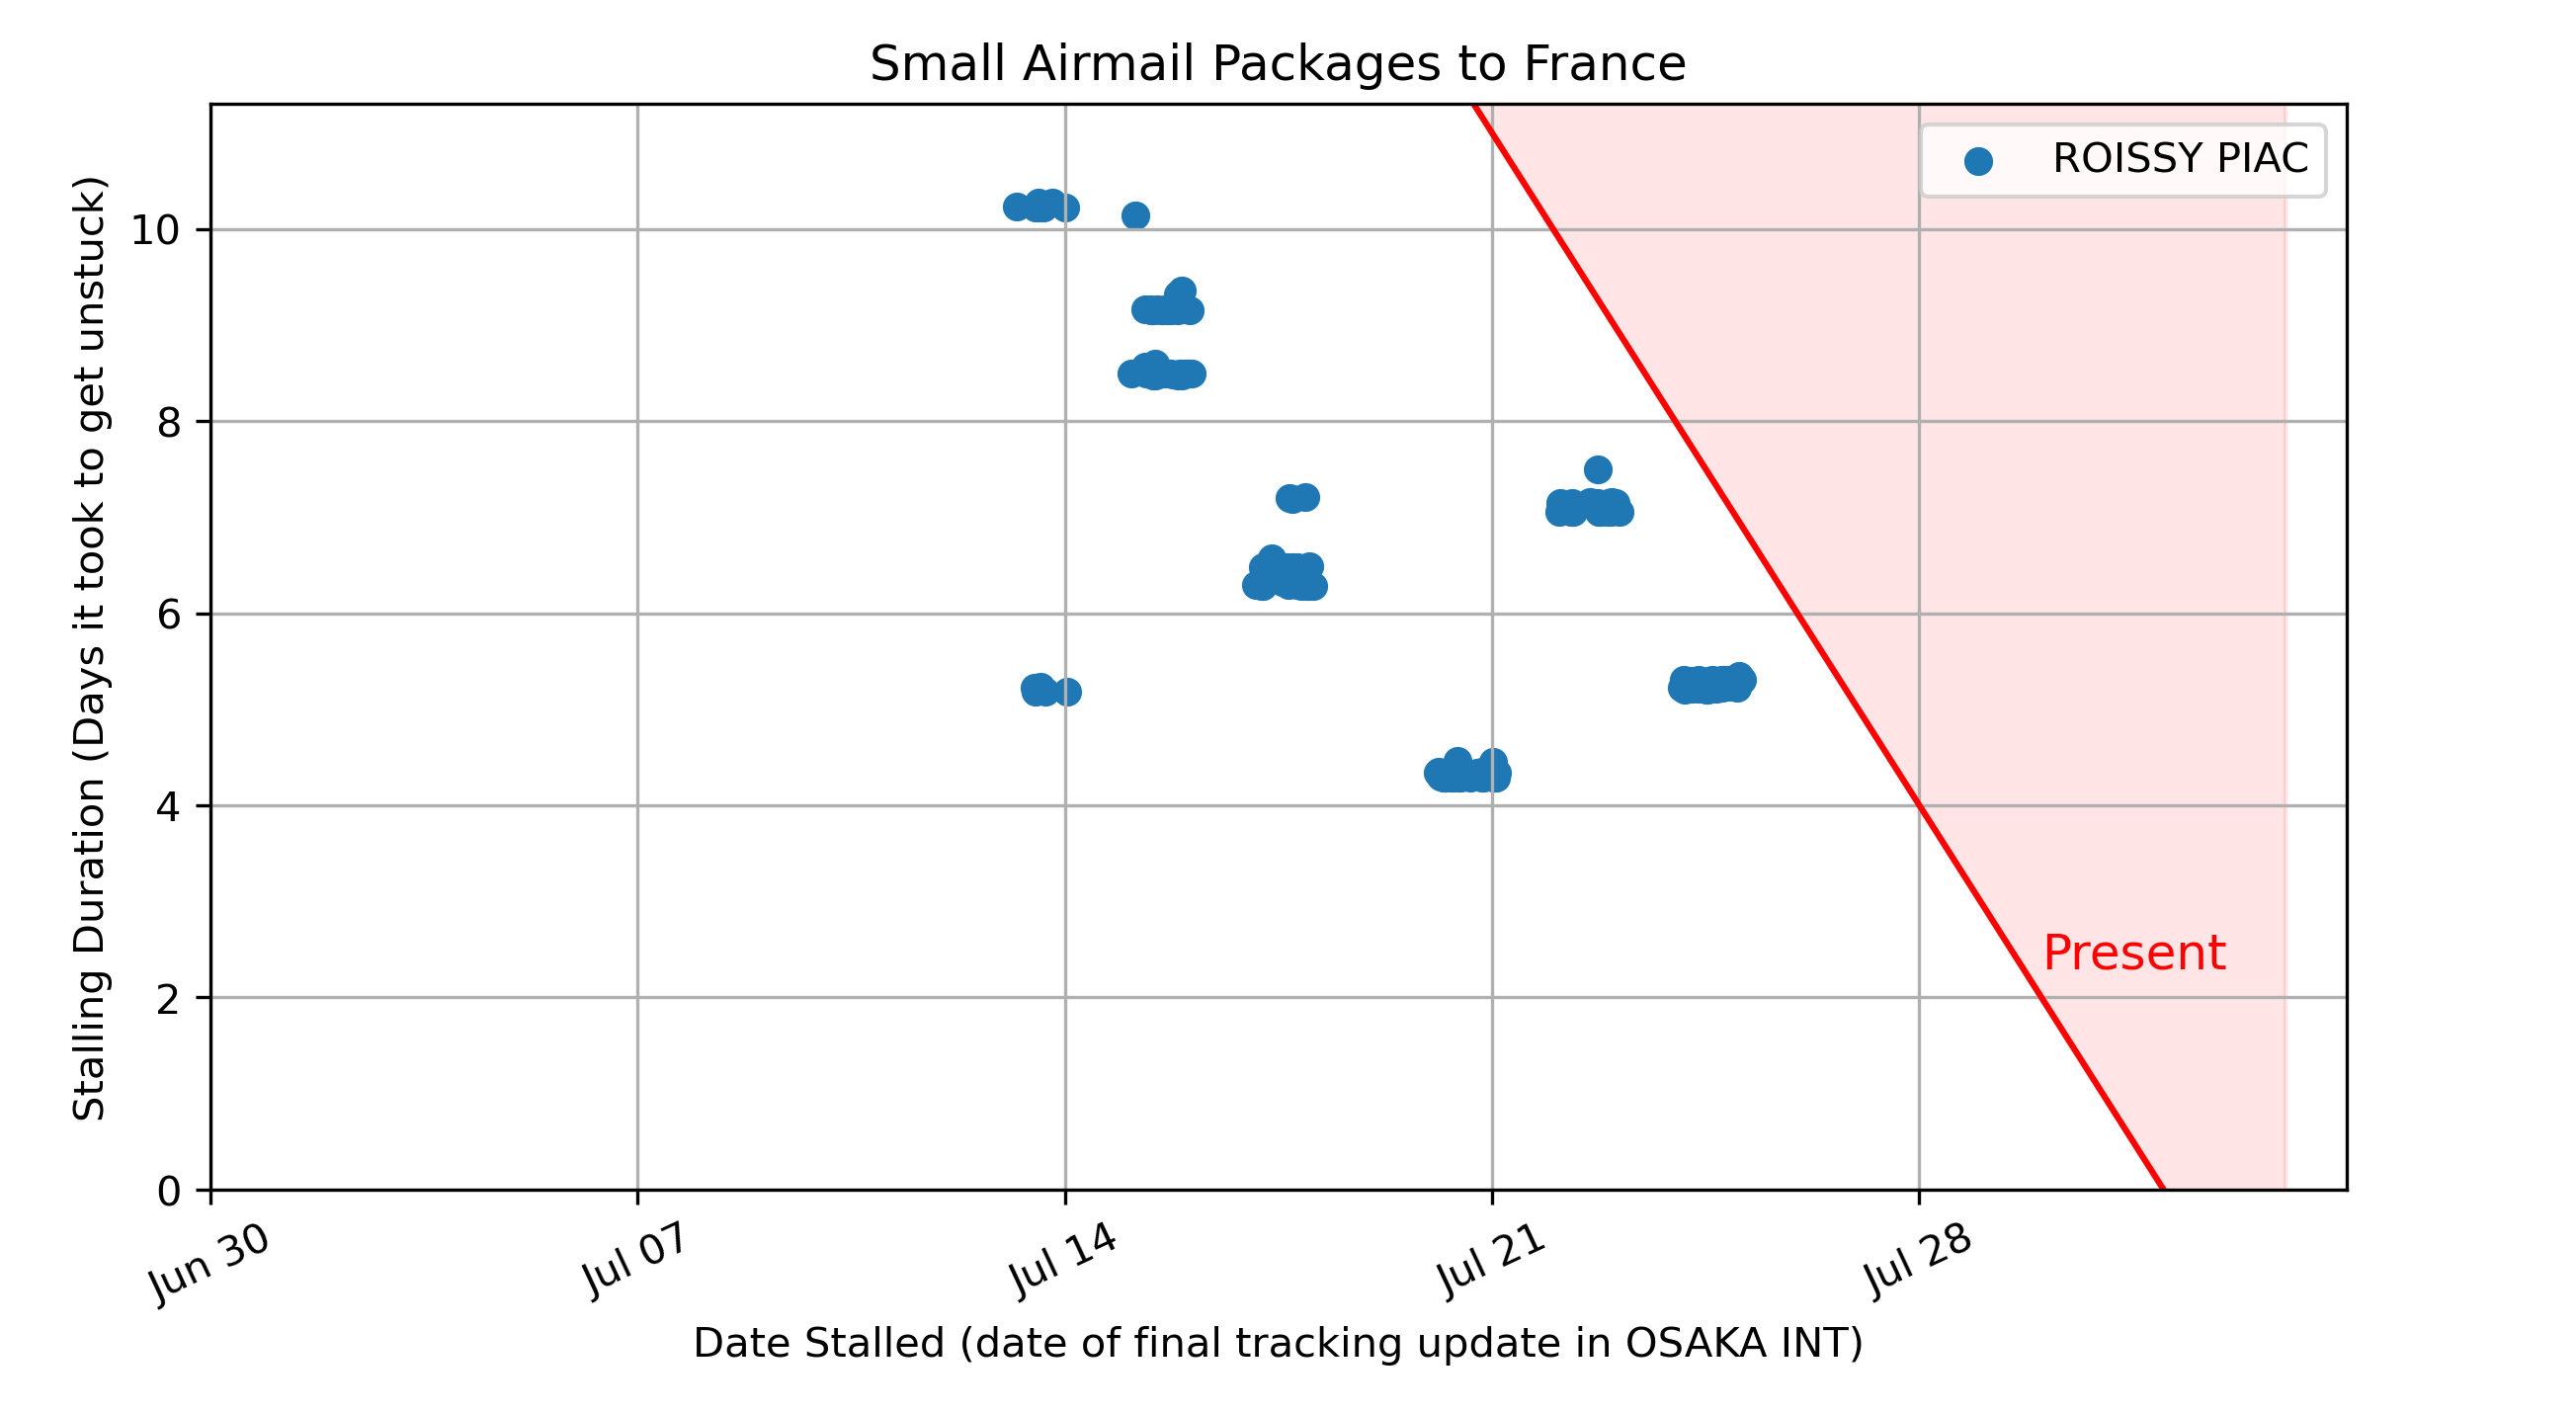 Small Airmail Packages to France
ROISSY PIAC
Stalling Duration (Days it took to get unstuck)
10
8
6
4
2
0
Present
Jun 30
Jul 07
Jul 14
Jul 21
Jul 28
Date Stalled (date of final tracking update in OSAKA INT)